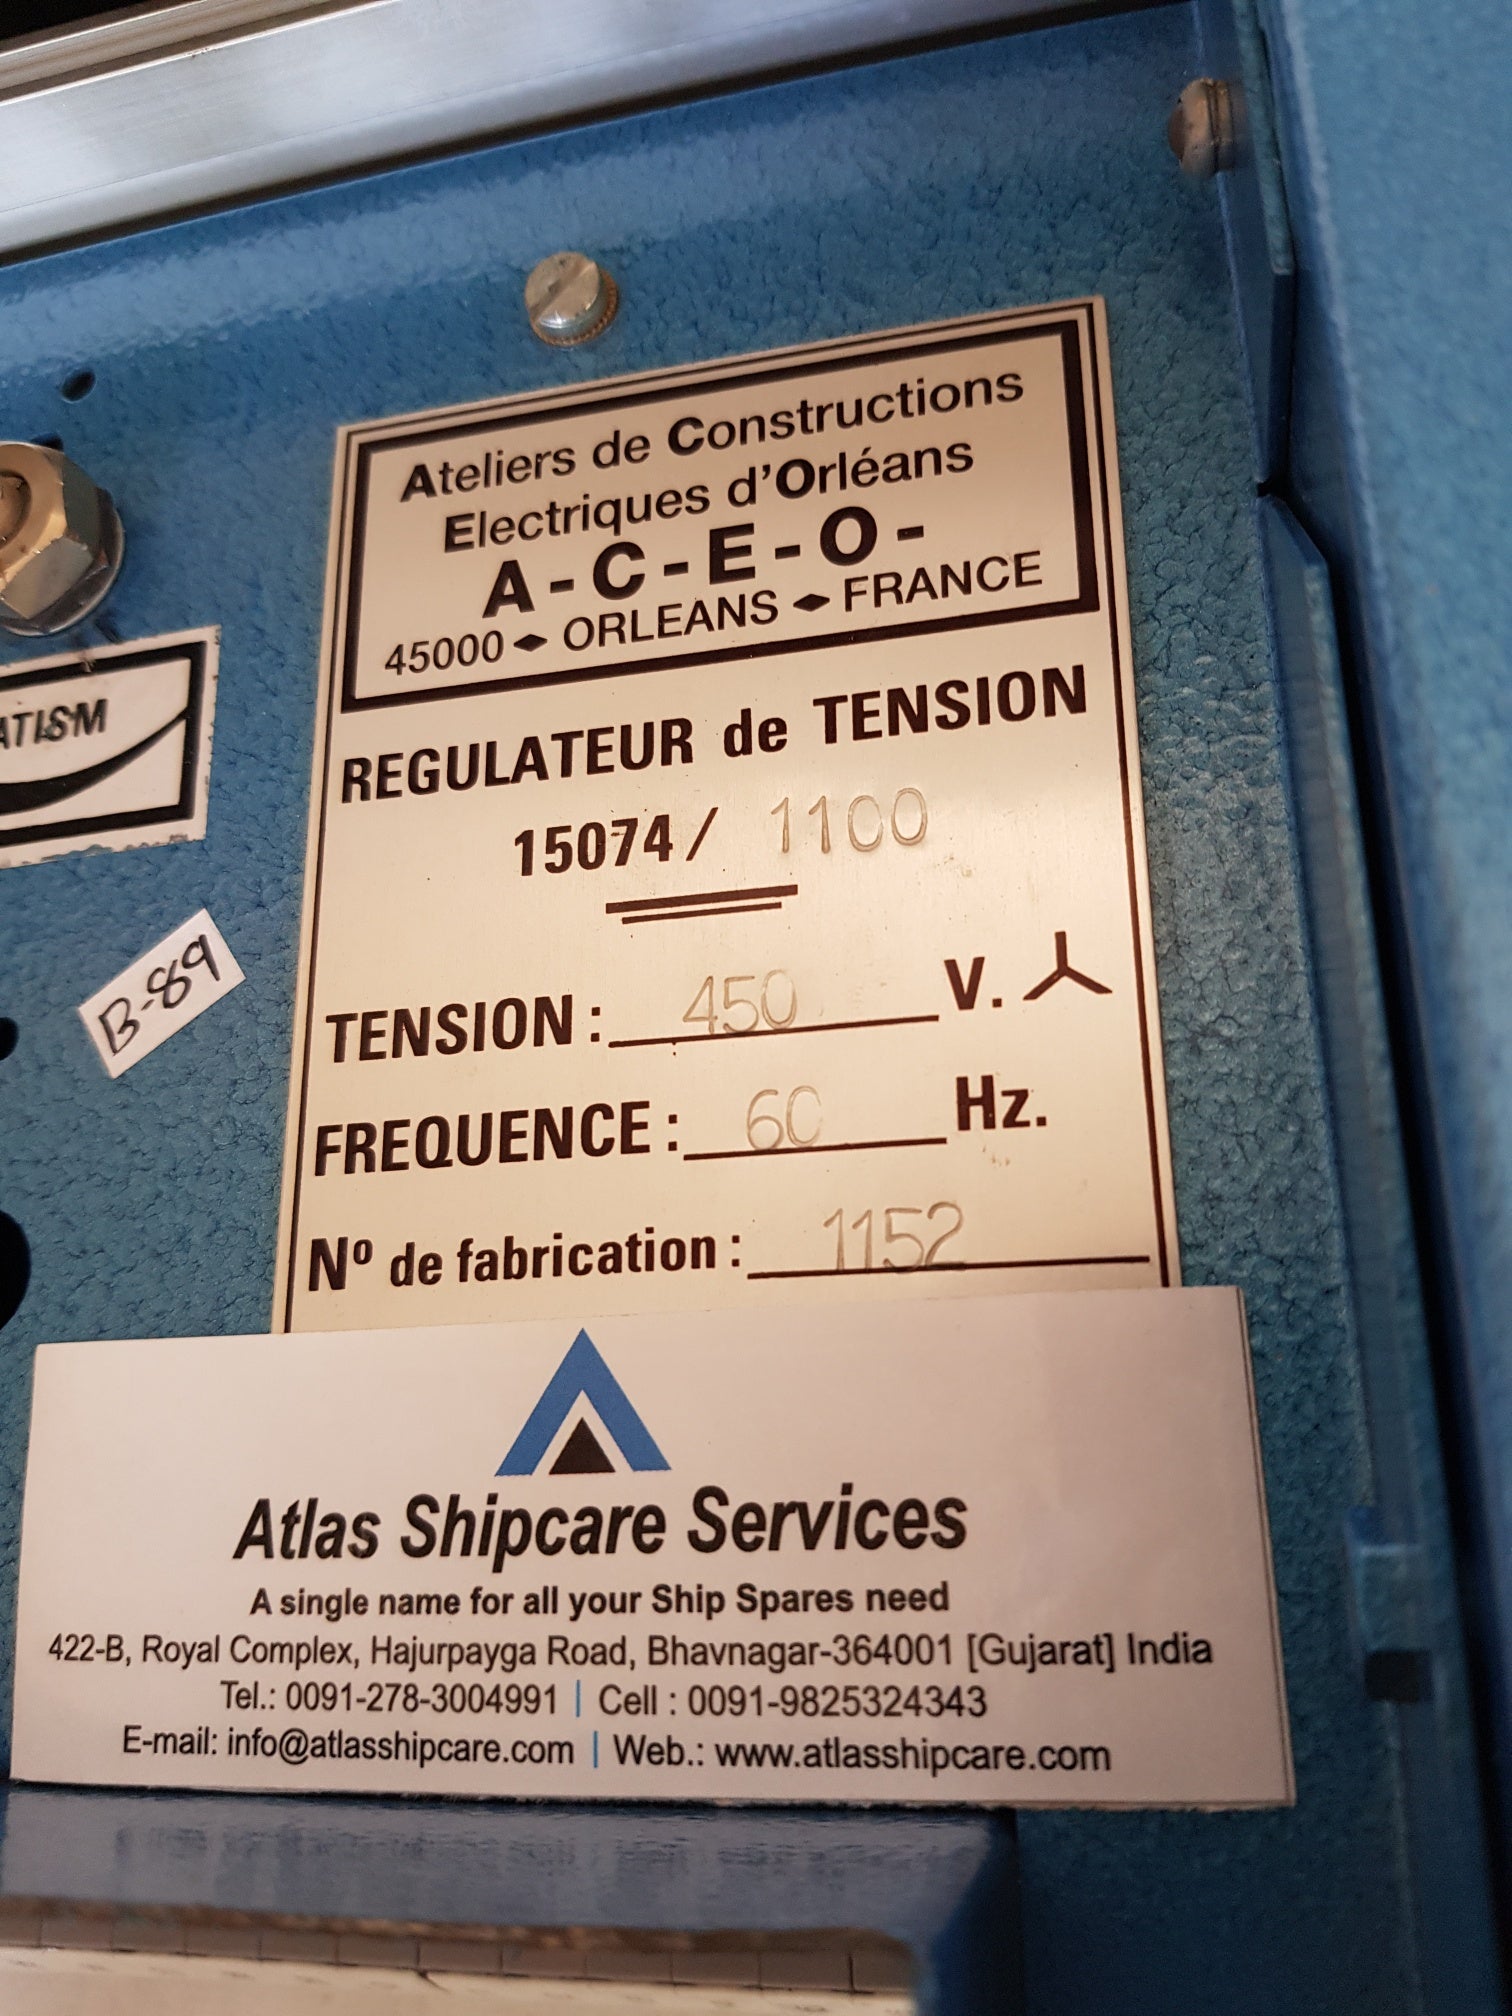 Ateliers de Constructions
Electriques d'Orléans
A-C-E-O-
45000 ◆ ORLEANS ◆ FRANCE
REGULATEUR de TENSION
15074/ 1100
TENSION : 450 V.
FREQUENCE : 60 Hz.
Nº de fabrication : 1152
ATISM
B-89
Atlas Shipcare Services
A single name for all your Ship Spares need
422-B, Royal Complex, Hajurpayga Road, Bhavnagar-364001 [Gujarat] India
Tel.: 0091-278-3004991 | Cell : 0091-9825324343
E-mail: info@atlasshipcare.com | Web.: www.atlasshipcare.com